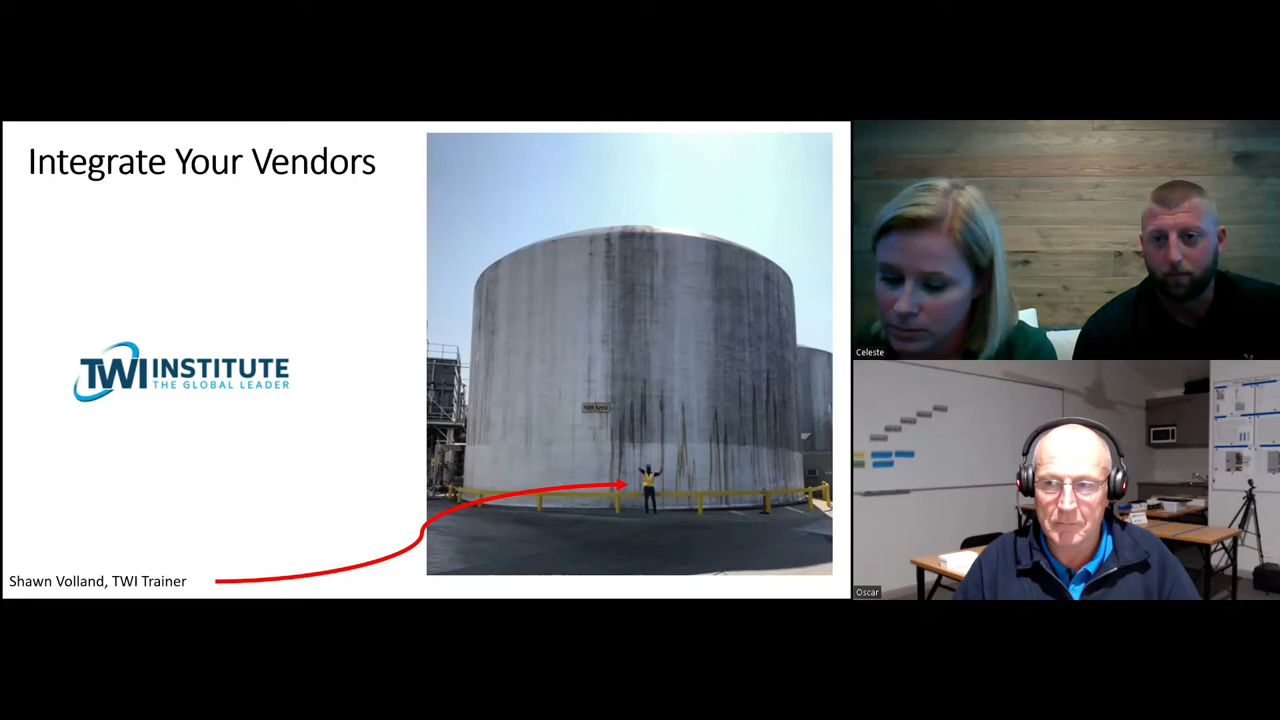 Integrate Your Vendors
TWI INSTITUTE
THE GLOBAL LEADER
Shawn Volland, TWI Trainer
Celeste
Oscar